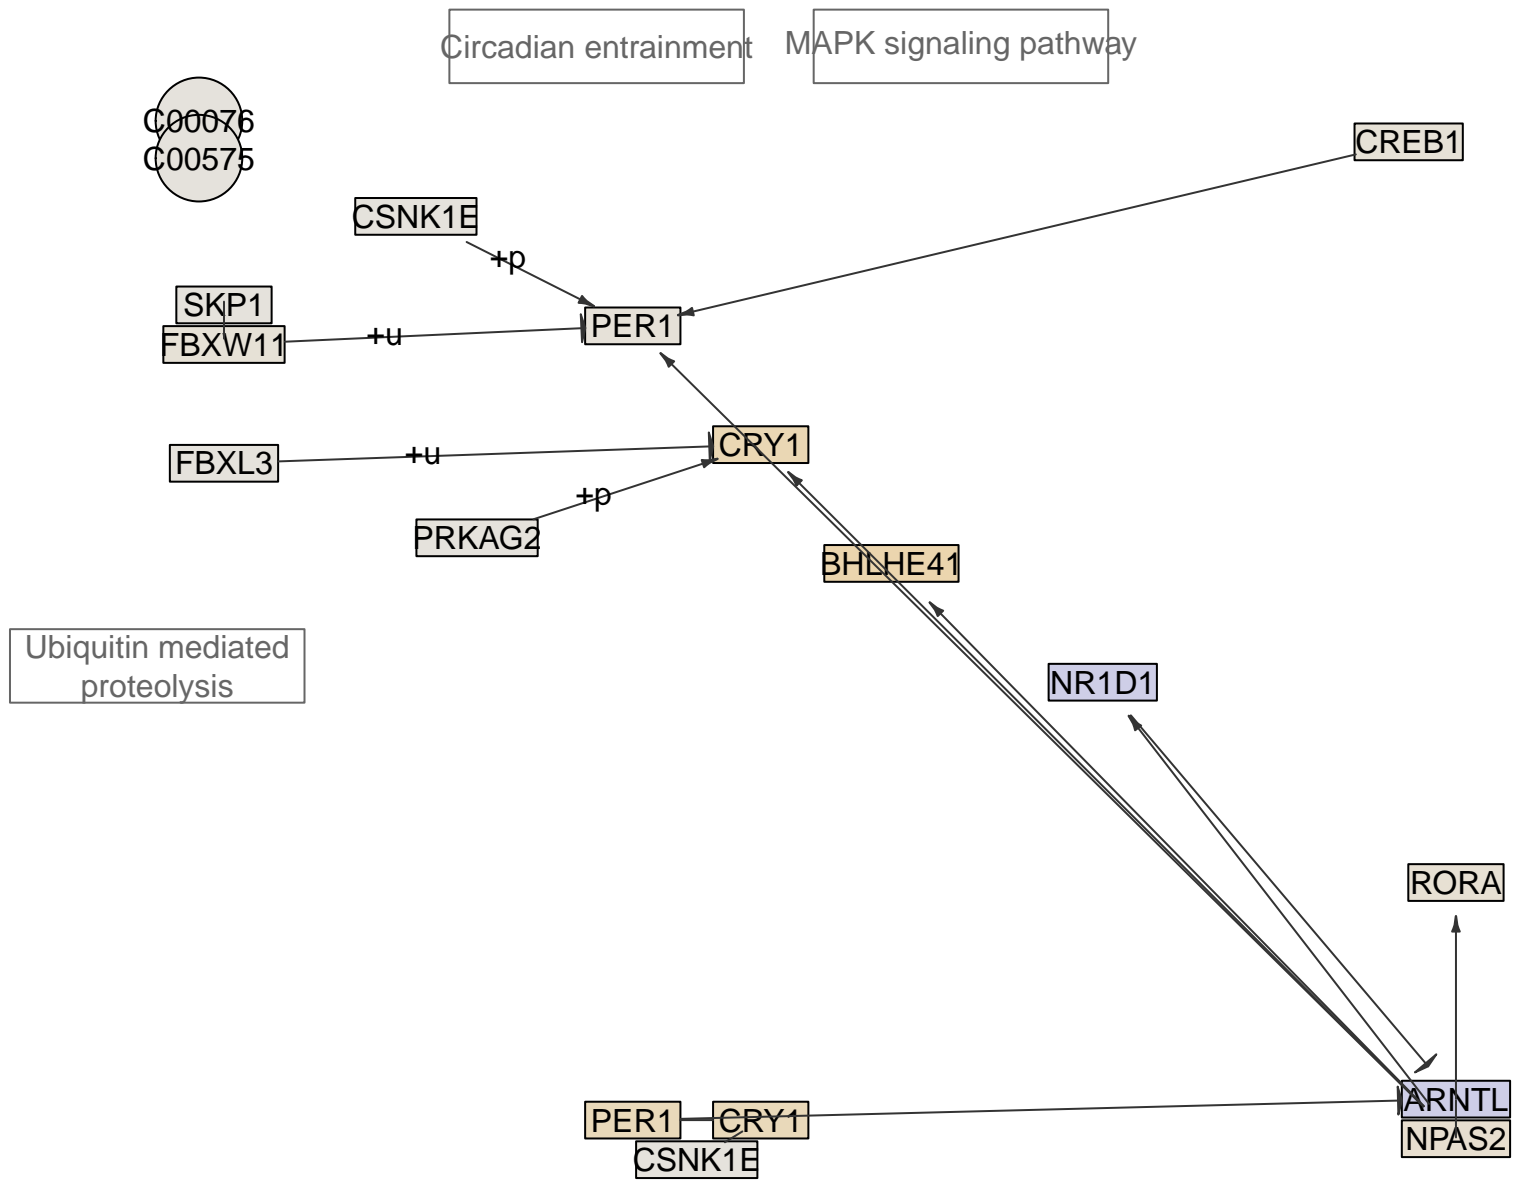 Circadian entrainment
MAPK signaling pathway
C00076
C00575
CREB1
CSNK1E
+p
SKP1
FBXW11
+u
PER1
FBXL3
+u
CRY1
+p
PRKAG2
BHLHE41
Ubiquitin mediated
proteolysis
NR1D1
RORA
ARNTL
NPAS2
PER1
CRY1
CSNK1E